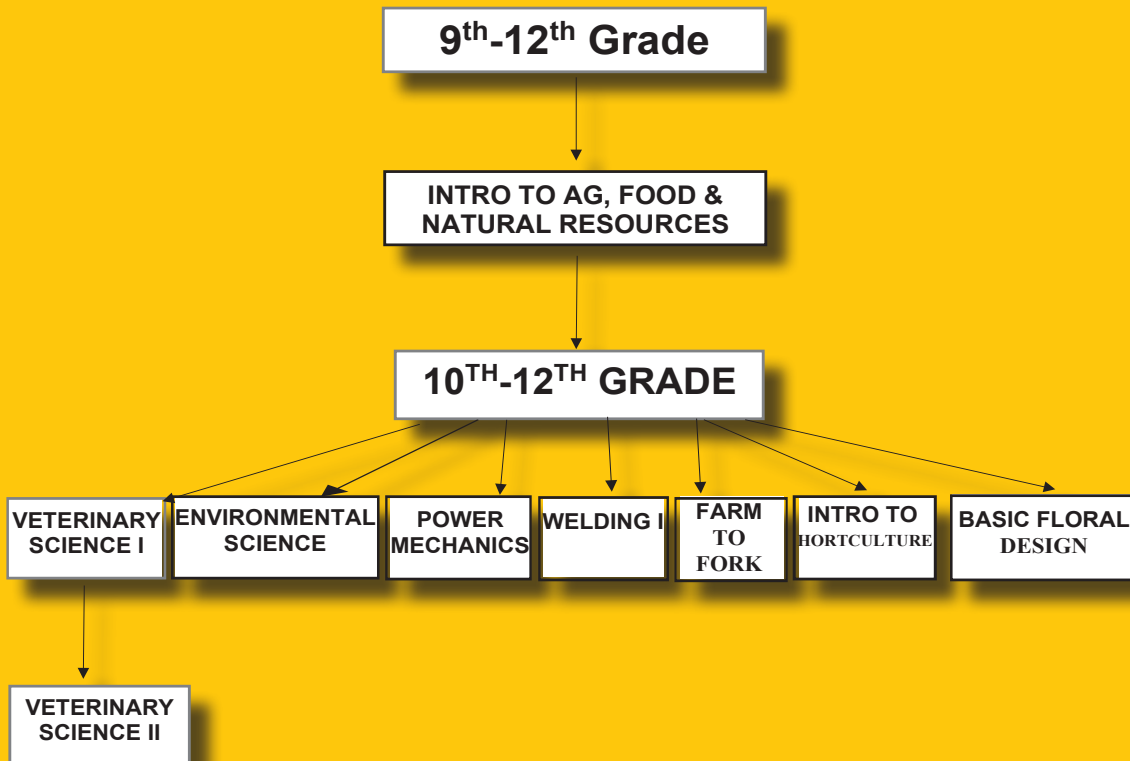 9th-12th Grade
INTRO TO AG, FOOD &
NATURAL RESOURCES
10TH-12TH GRADE
VETERINARY
SCIENCE I
ENVIRONMENTAL
SCIENCE
POWER
MECHANICS
WELDING I
FARM
TO
FORK
INTRO TO
HORTCULTURE
BASIC FLORAL
DESIGN
VETERINARY
SCIENCE II